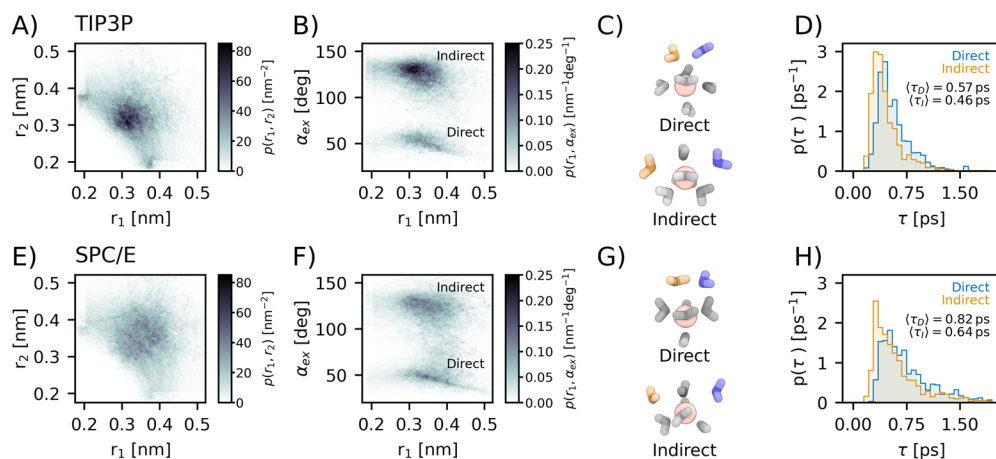 A) TIP3P
r₂ [nm]
0.5
0.4
0.3
0.2
0.2 0.3 0.4 0.5
r₁ [nm]
80
60
40
20
0
p(r₁, r₂) [nm⁻²]
B)
αₑₓ [deg]
150
100
50
0.2 0.3 0.4 0.5
r₁ [nm]
Indirect
Direct
0.25
0.20
0.15
0.10
0.05
0.00
p(r₁, αₑₓ) [nm⁻¹deg⁻¹]
C)
Direct
Indirect
D)
p(τ ) [ps⁻¹]
3
2
1
0
0.00 0.75 1.50
τ [ps]
Direct
Indirect
⟨τ_D⟩ = 0.57 ps
⟨τ_I⟩ = 0.46 ps
E) SPC/E
r₂ [nm]
0.5
0.4
0.3
0.2
0.2 0.3 0.4 0.5
r₁ [nm]
80
60
40
20
0
p(r₁, r₂) [nm⁻²]
F)
αₑₓ [deg]
150
100
50
0.2 0.3 0.4 0.5
r₁ [nm]
Indirect
Direct
0.25
0.20
0.15
0.10
0.05
0.00
p(r₁, αₑₓ) [nm⁻¹deg⁻¹]
G)
Direct
Indirect
H)
p(τ ) [ps⁻¹]
3
2
1
0
0.00 0.75 1.50
τ [ps]
Direct
Indirect
⟨τ_D⟩ = 0.82 ps
⟨τ_I⟩ = 0.64 ps